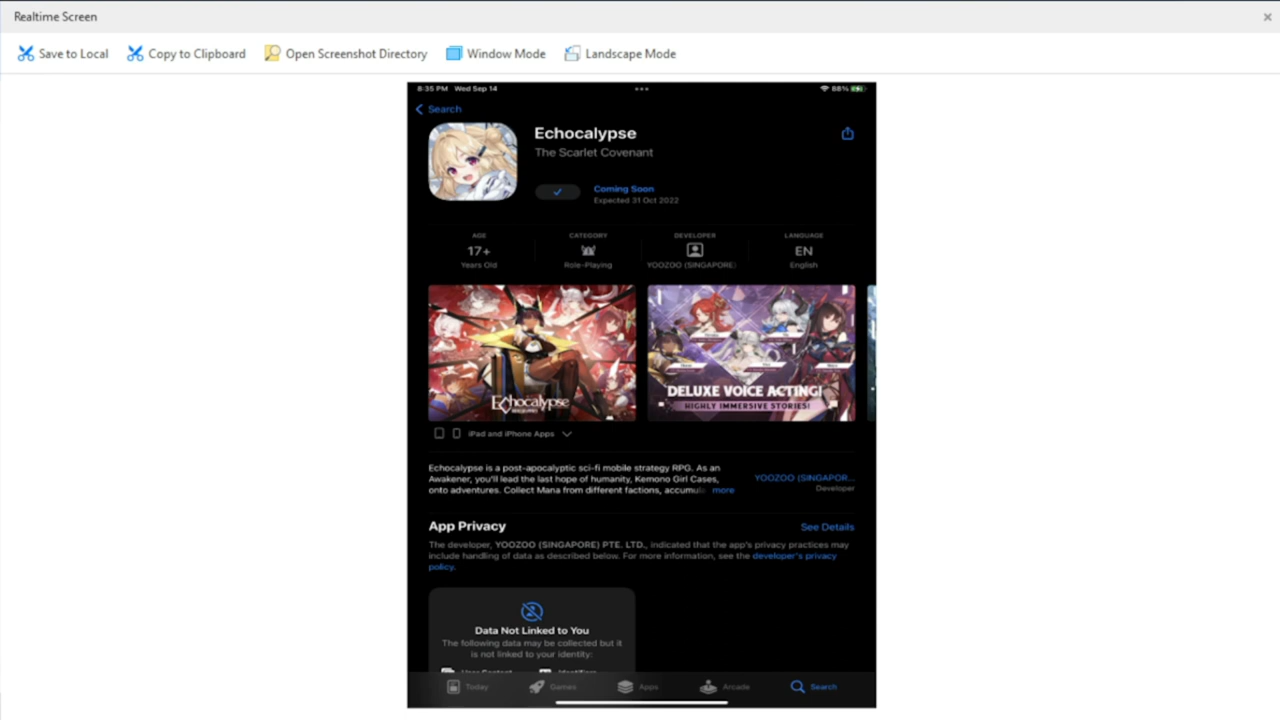 Realtime Screen
Save to Local
Copy to Clipboard
Open Screenshot Directory
Window Mode
Landscape Mode
8:35 PM Wed Sep 14
88%
Search
Echocalypse
The Scarlet Covenant
Coming Soon
Expected 31 Oct 2022
AGE
17+
Years Old
CATEGORY
Role-Playing
DEVELOPER
YOOZOO (SINGAPORE)
LANGUAGE
EN
English
Echocalypse
DELUXE VOICE ACTING!
HIGHLY IMMERSIVE STORIES!
iPad and iPhone Apps
Echocalypse is a post-apocalyptic sci-fi mobile strategy RPG. As an
Awakener, you'll lead the last hope of humanity, Kemono Girl Cases,
onto adventures. Collect Mana from different factions, accumula more
YOOZOO (SINGAPOR...
Developer
App Privacy
See Details
The developer, YOOZOO (SINGAPORE) PTE. LTD., indicated that the app's privacy practices may
include handling of data as described below. For more information, see the developer's privacy
policy.
Data Not Linked to You
The following data may be collected but it
is not linked to your identity:
User Content
Identifiers
Today
Games
Apps
Arcade
Search